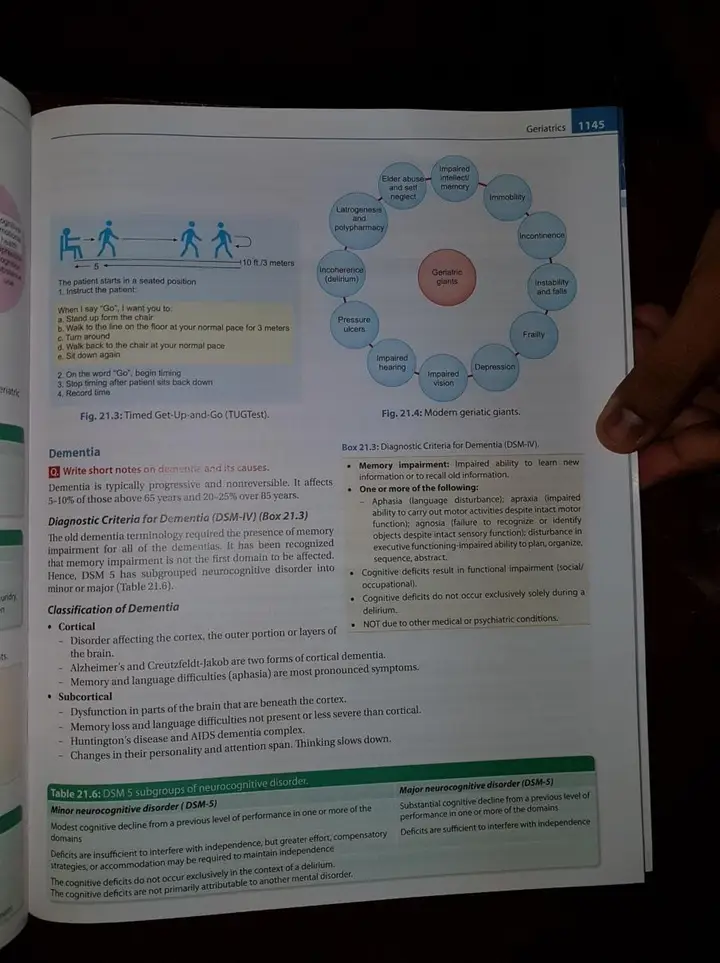 Geriatrics 1145
5
10 ft./3 meters
The patient starts in a seated position
1. Instruct the patient:
When I say "Go", I want you to:
a. Stand up form the chair
b. Walk to the line on the floor at your normal pace for 3 meters
c. Turn around
d. Walk back to the chair at your normal pace
e. Sit down again
2. On the word "Go", begin timing
3. Stop timing after patient sits back down
4. Record time
Fig. 21.3: Timed Get-Up-and-Go (TUGTest).
Impaired
intellect/
memory
Immobility
Incontinence
Instability
and falls
Frailly
Depression
Impaired
vision
Impaired
hearing
Pressure
ulcers
Incoherence
(delirium)
Latrogenesis
and
polypharmacy
Elder abuse
and self
neglect
Geriatric
giants
Fig. 21.4: Modern geriatic giants.
Dementia
Q. Write short notes on dementia and its causes.
Dementia is typically progressive and nonreversible. It affects
5-10% of those above 65 years and 20-25% over 85 years.
Diagnostic Criteria for Dementia (DSM-IV) (Box 21.3)
The old dementia terminology required the presence of memory
impairment for all of the dementias. It has been recognized
that memory impairment is not the first domain to be affected.
Hence, DSM 5 has subgrouped neurocognitive disorder into
minor or major (Table 21.6).
Classification of Dementia
• Cortical
– Disorder affecting the cortex, the outer portion or layers of
the brain.
– Alzheimer's and Creutzfeldt-Jakob are two forms of cortical dementia.
– Memory and language difficulties (aphasia) are most pronounced symptoms.
• Subcortical
– Dysfunction in parts of the brain that are beneath the cortex.
– Memory loss and language difficulties not present or less severe than cortical.
– Huntington's disease and AIDS dementia complex.
– Changes in their personality and attention span. Thinking slows down.
Box 21.3: Diagnostic Criteria for Dementia (DSM-IV).
• Memory impairment: Impaired ability to learn new
information or to recall old information.
• One or more of the following:
– Aphasia (language disturbance); apraxia (impaired
ability to carry out motor activities despite intact motor
function); agnosia (failure to recognize or identify
objects despite intact sensory function); disturbance in
executive functioning-impaired ability to plan, organize,
sequence, abstract.
• Cognitive deficits result in functional impairment (social/
occupational).
• Cognitive deficits do not occur exclusively solely during a
delirium.
• NOT due to other medical or psychiatric conditions.
Table 21.6: DSM 5 subgroups of neurocognitive disorder.
Minor neurocognitive disorder ( DSM-5)
Modest cognitive decline from a previous level of performance in one or more of the
domains
Deficits are insufficient to interfere with independence, but greater effort, compensatory
strategies, or accommodation may be required to maintain independence
The cognitive deficits do not occur exclusively in the context of a delirium.
The cognitive deficits are not primarily attributable to another mental disorder.
Major neurocognitive disorder (DSM-5)
Substantial cognitive decline from a previous level of
performance in one or more of the domains
Deficits are sufficient to interfere with independence